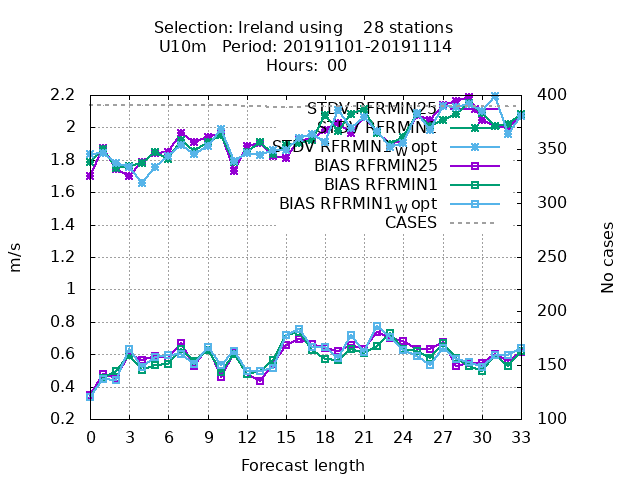 Selection: Ireland using 28 stations
U10m Period: 20191101-20191114
Hours: 00
STDV RFRMIN25
STDV RFRMIN1
STDV RFRMIN1_W opt
BIAS RFRMIN25
BIAS RFRMIN1
BIAS RFRMIN1_W opt
CASES
2.2
2
1.8
1.6
1.4
1.2
1
0.8
0.6
0.4
0.2
400
350
300
250
200
150
100
m/s
No cases
0 3 6 9 12 15 18 21 24 27 30 33
Forecast length